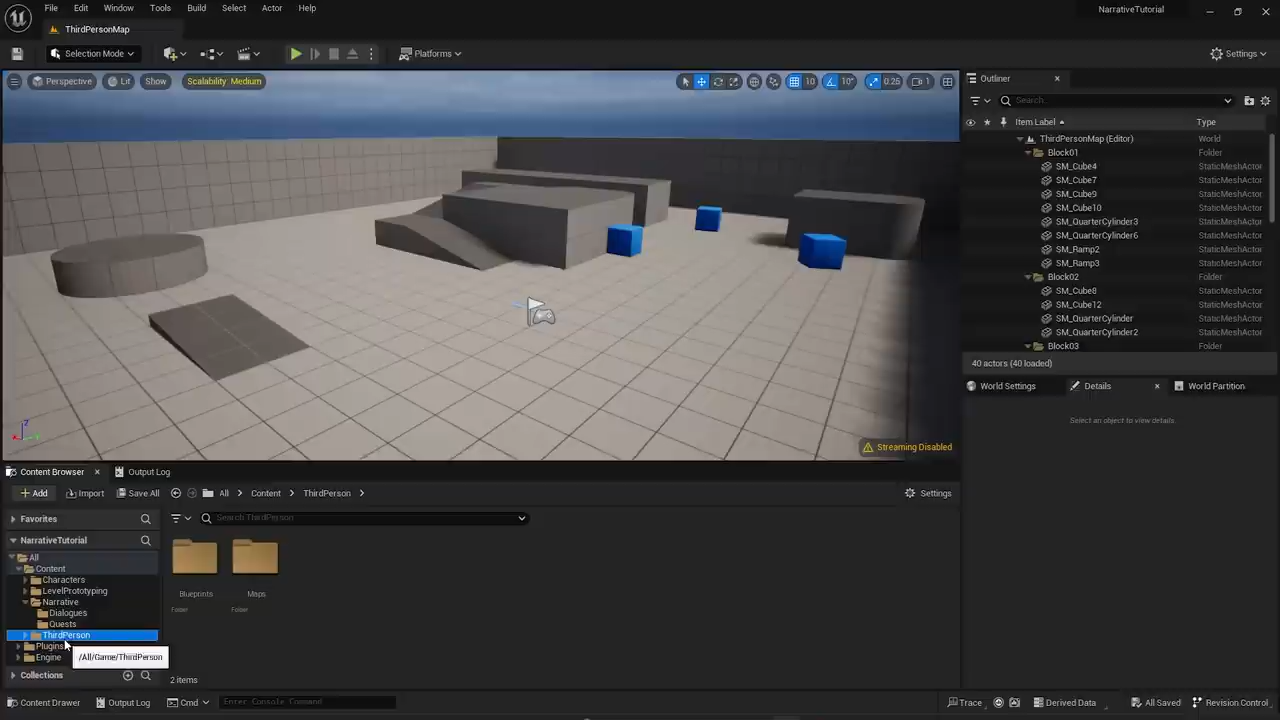 File Edit Window Tools Build Select Actor Help
NarrativeTutorial
ThirdPersonMap
Selection Mode
Platforms
Settings
Perspective
Lit
Show
Scalability: Medium
10
10°
0.25
1
Outliner
Search...
Item Label
Type
ThirdPersonMap (Editor) World
Block01 Folder
SM_Cube4 StaticMeshActor
SM_Cube7 StaticMeshActor
SM_Cube9 StaticMeshActor
SM_Cube10 StaticMeshActor
SM_QuarterCylinder3 StaticMeshActor
SM_QuarterCylinder6 StaticMeshActor
SM_Ramp2 StaticMeshActor
SM_Ramp3 StaticMeshActor
Block02 Folder
SM_Cube8 StaticMeshActor
SM_Cube12 StaticMeshActor
SM_QuarterCylinder StaticMeshActor
SM_QuarterCylinder2 StaticMeshActor
Block03 Folder
40 actors (40 loaded)
World Settings
Details
World Partition
Select an object to view details.
Streaming Disabled
Content Browser
Output Log
Add
Import
Save All
All
Content
ThirdPerson
Settings
Favorites
Search ThirdPerson
NarrativeTutorial
All
Content
Characters
LevelPrototyping
Narrative
Dialogues
Quests
ThirdPerson
Plugins
Engine
/All/Game/ThirdPerson
Collections
Blueprints
Folder
Maps
Folder
2 items
Content Drawer
Output Log
Cmd
Enter Console Command
Trace
Derived Data
All Saved
Revision Control